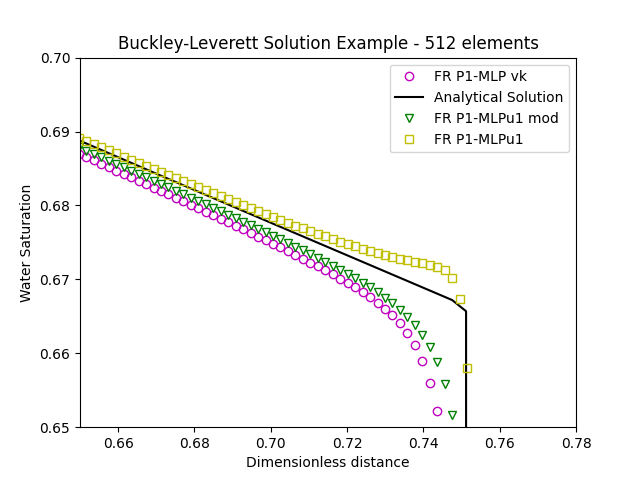 Buckley-Leverett Solution Example - 512 elements
FR P1-MLP vk
Analytical Solution
FR P1-MLPu1 mod
FR P1-MLPu1
Water Saturation
0.70
0.69
0.68
0.67
0.66
0.65
0.66
0.68
0.70
0.72
0.74
0.76
0.78
Dimensionless distance